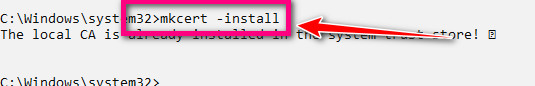 C:\Windows\system32>mkcert -install
The local CA is already installed in the system trust store!
C:\Windows\system32>